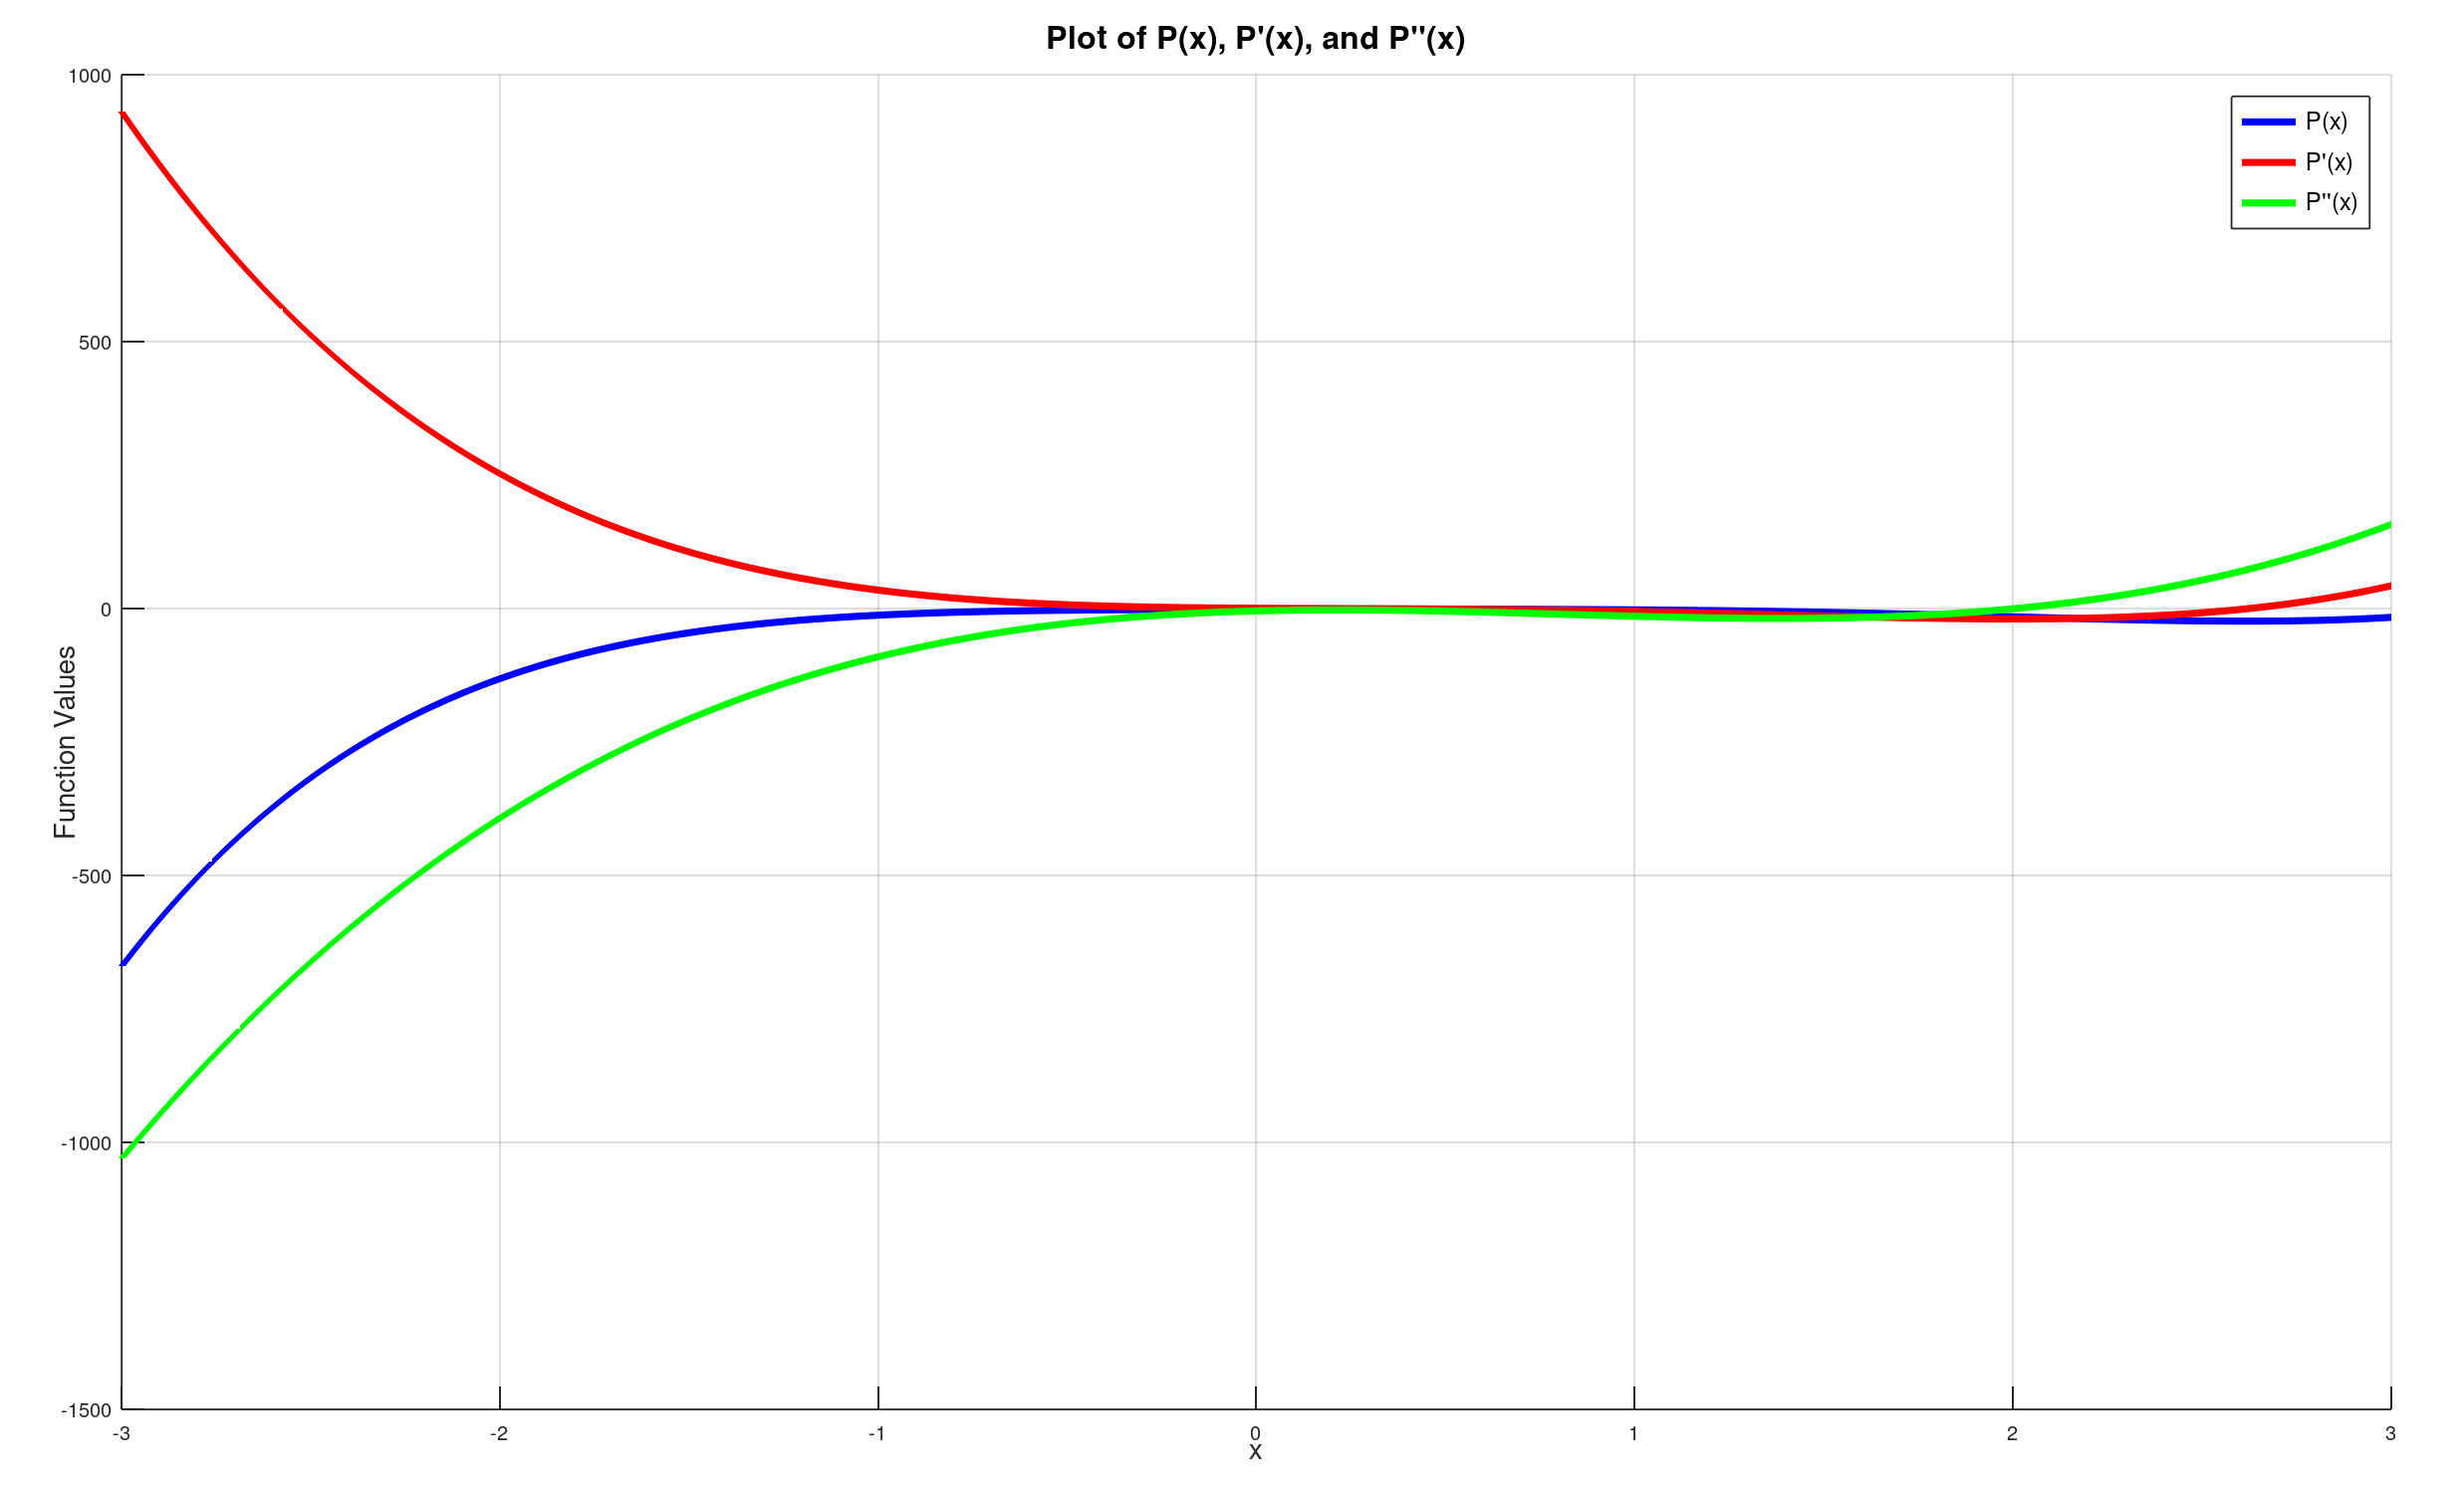 Plot of P(x), P'(x), and P''(x)
1000
500
0
-500
-1000
-1500
Function Values
P(x)
P'(x)
P''(x)
-3 -2 -1 0 1 2 3
x